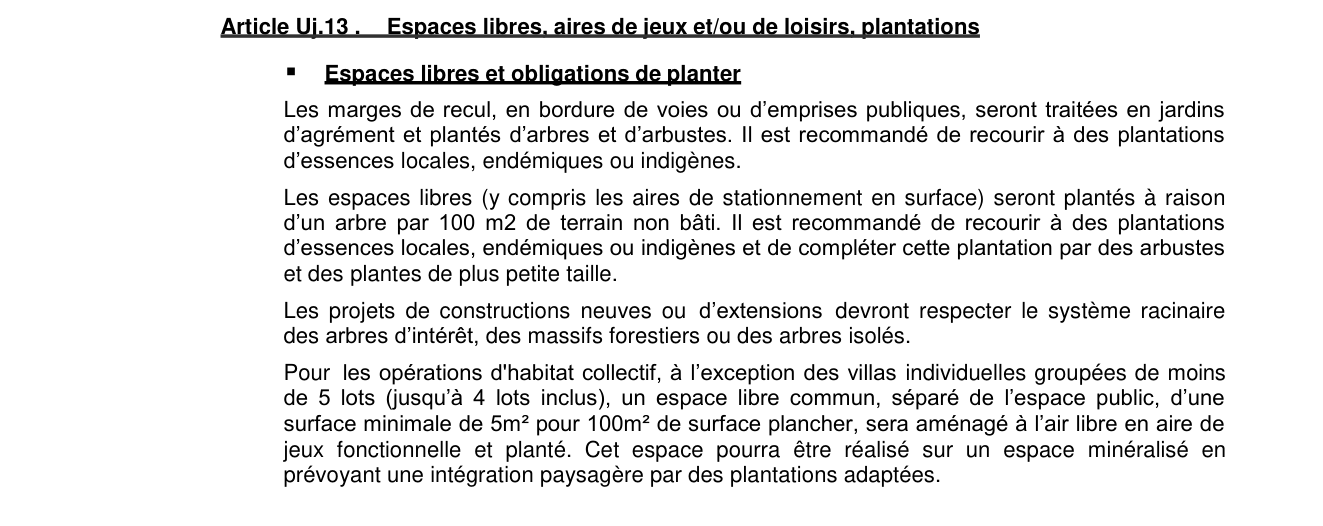 Article Uj.13 . Espaces libres, aires de jeux et/ou de loisirs, plantations
▪ Espaces libres et obligations de planter
Les marges de recul, en bordure de voies ou d’emprises publiques, seront traitées en jardins
d’agrément et plantés d’arbres et d’arbustes. Il est recommandé de recourir à des plantations
d’essences locales, endémiques ou indigènes.
Les espaces libres (y compris les aires de stationnement en surface) seront plantés à raison
d’un arbre par 100 m2 de terrain non bâti. Il est recommandé de recourir à des plantations
d’essences locales, endémiques ou indigènes et de compléter cette plantation par des arbustes
et des plantes de plus petite taille.
Les projets de constructions neuves ou d’extensions devront respecter le système racinaire
des arbres d’intérêt, des massifs forestiers ou des arbres isolés.
Pour les opérations d'habitat collectif, à l’exception des villas individuelles groupées de moins
de 5 lots (jusqu’à 4 lots inclus), un espace libre commun, séparé de l’espace public, d’une
surface minimale de 5m² pour 100m² de surface plancher, sera aménagé à l’air libre en aire de
jeux fonctionnelle et planté. Cet espace pourra être réalisé sur un espace minéralisé en
prévoyant une intégration paysagère par des plantations adaptées.